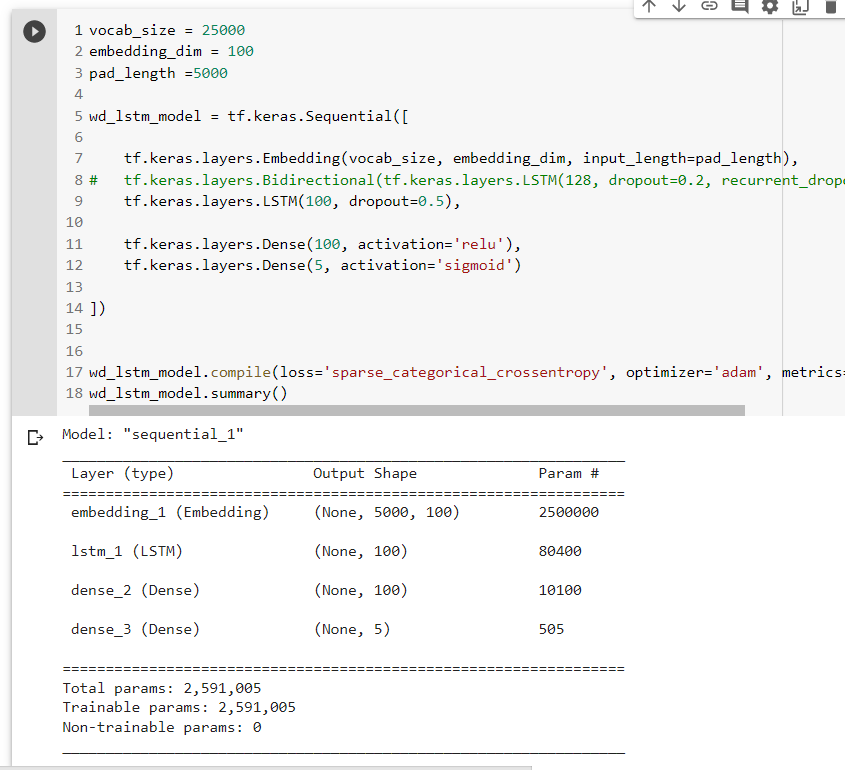 1 vocab_size = 25000
2 embedding_dim = 100
3 pad_length =5000
4
5 wd_lstm_model = tf.keras.Sequential([
6
7     tf.keras.layers.Embedding(vocab_size, embedding_dim, input_length=pad_length),
8 #   tf.keras.layers.Bidirectional(tf.keras.layers.LSTM(128, dropout=0.2, recurrent_drop
9     tf.keras.layers.LSTM(100, dropout=0.5),
10
11     tf.keras.layers.Dense(100, activation='relu'),
12     tf.keras.layers.Dense(5, activation='sigmoid')
13
14 ])
15
16
17 wd_lstm_model.compile(loss='sparse_categorical_crossentropy', optimizer='adam', metrics=
18 wd_lstm_model.summary()
Model: "sequential_1"
Layer (type) Output Shape Param #
embedding_1 (Embedding) (None, 5000, 100) 2500000
lstm_1 (LSTM) (None, 100) 80400
dense_2 (Dense) (None, 100) 10100
dense_3 (Dense) (None, 5) 505
Total params: 2,591,005
Trainable params: 2,591,005
Non-trainable params: 0